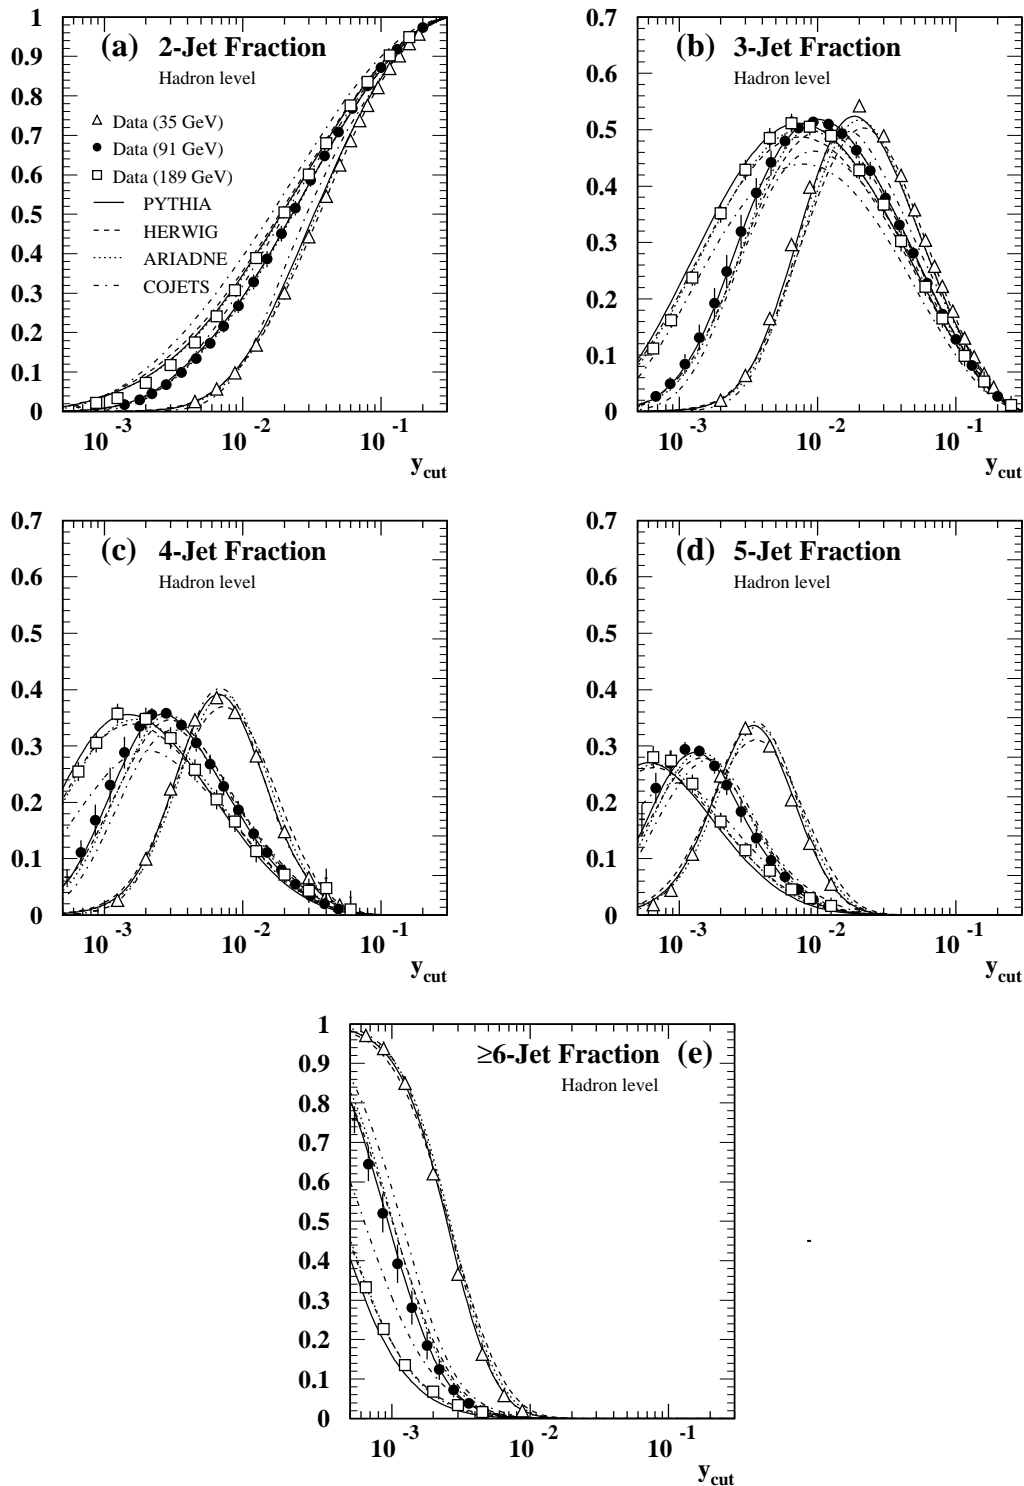 (a) 2-Jet Fraction
Hadron level
Data (35 GeV)
Data (91 GeV)
Data (189 GeV)
PYTHIA
HERWIG
ARIADNE
COJETS
1
0.9
0.8
0.7
0.6
0.5
0.4
0.3
0.2
0.1
0
10 -3
10 -2
10 -1
ycut
(b) 3-Jet Fraction
Hadron level
0.7
0.6
0.5
0.4
0.3
0.2
0.1
0
10 -3
10 -2
10 -1
ycut
(c) 4-Jet Fraction
Hadron level
0.7
0.6
0.5
0.4
0.3
0.2
0.1
0
10 -3
10 -2
10 -1
ycut
(d) 5-Jet Fraction
Hadron level
0.7
0.6
0.5
0.4
0.3
0.2
0.1
0
10 -3
10 -2
10 -1
ycut
≥6-Jet Fraction (e)
Hadron level
1
0.9
0.8
0.7
0.6
0.5
0.4
0.3
0.2
0.1
0
10 -3
10 -2
10 -1
ycut